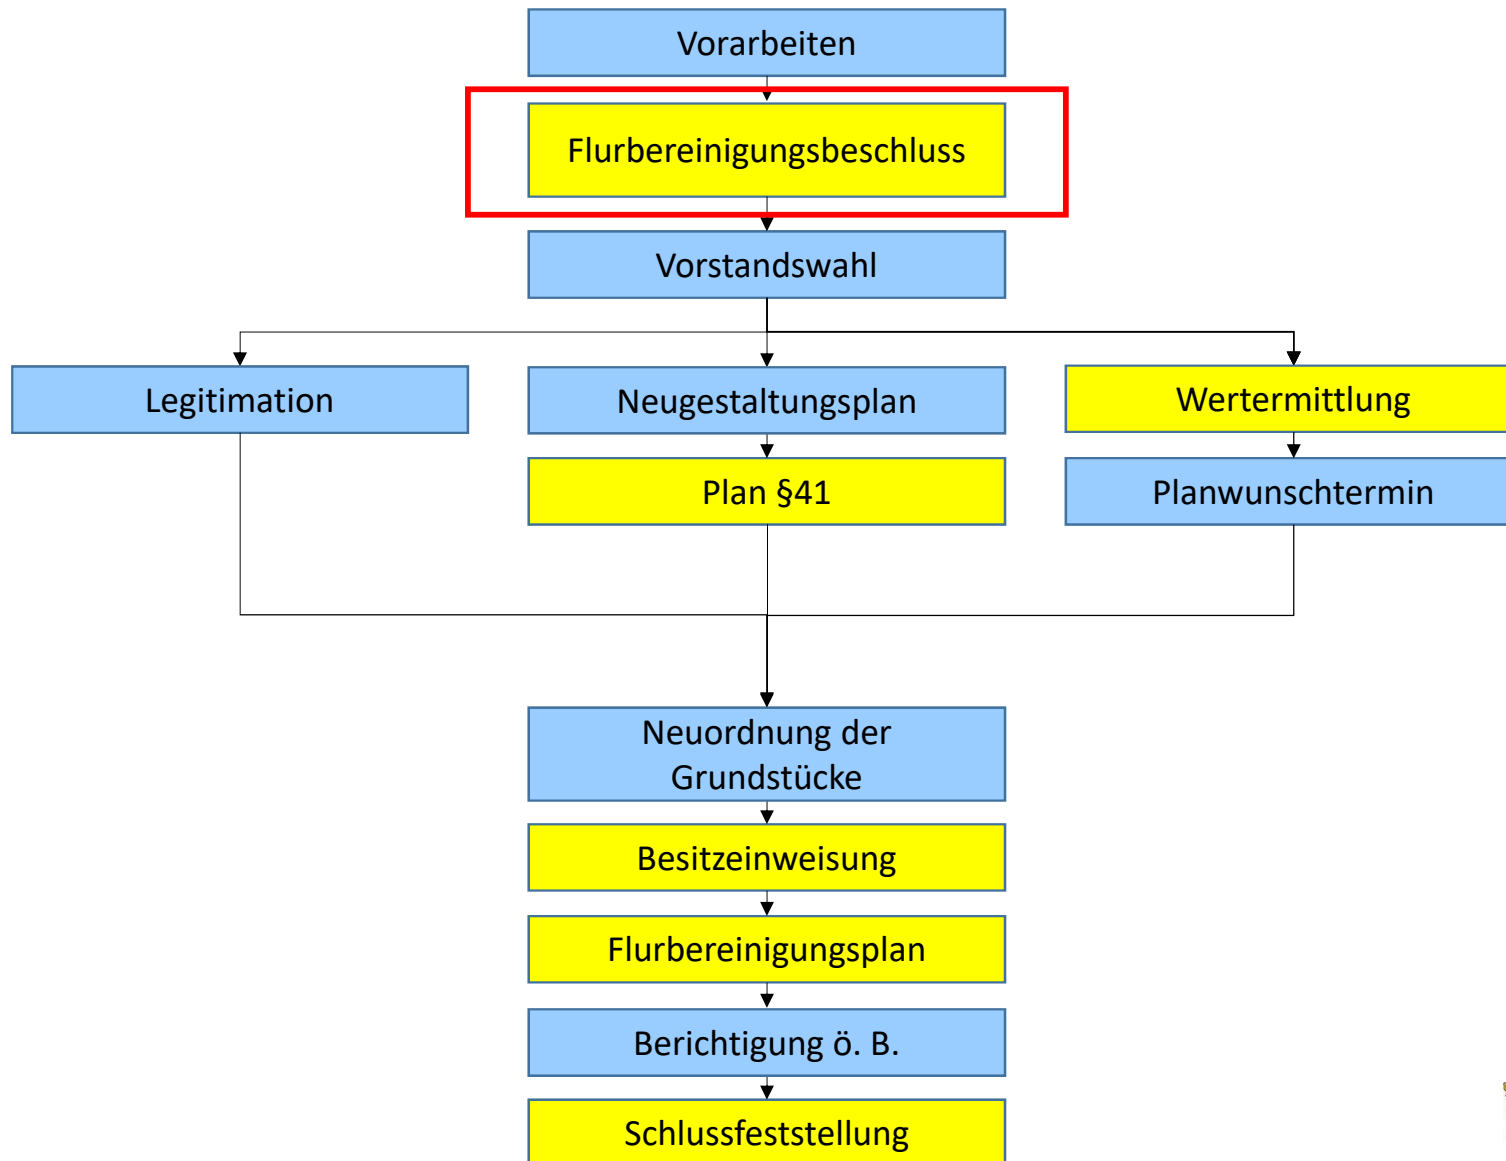 Vorarbeiten
Flurbereinigungsbeschluss
Vorstandswahl
Legitimation
Neugestaltungsplan
Wertermittlung
Plan §41
Planwunschtermin
Neuordnung der
Grundstücke
Besitzeinweisung
Flurbereinigungsplan
Berichtigung ö. B.
Schlussfeststellung